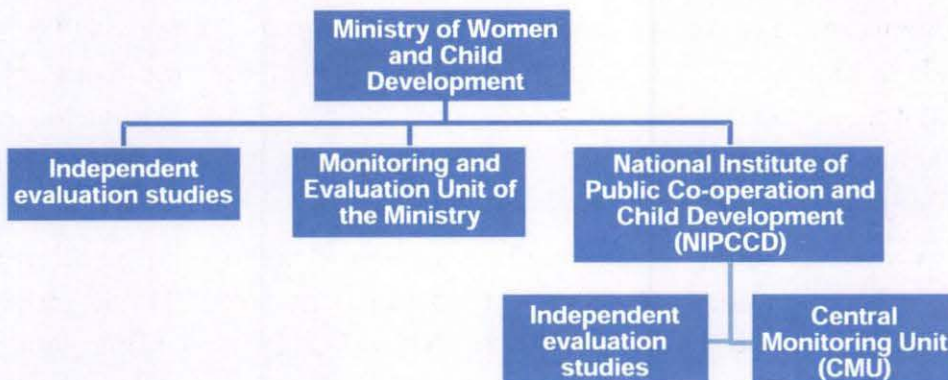 Ministry of Women
and Child
Development
Independent
evaluation studies
Monitoring and
Evaluation Unit of
the Ministry
National Institute of
Public Co-operation and
Child Development
(NIPCCD)
Independent
evaluation
studies
Central
Monitoring Unit
(CMU)